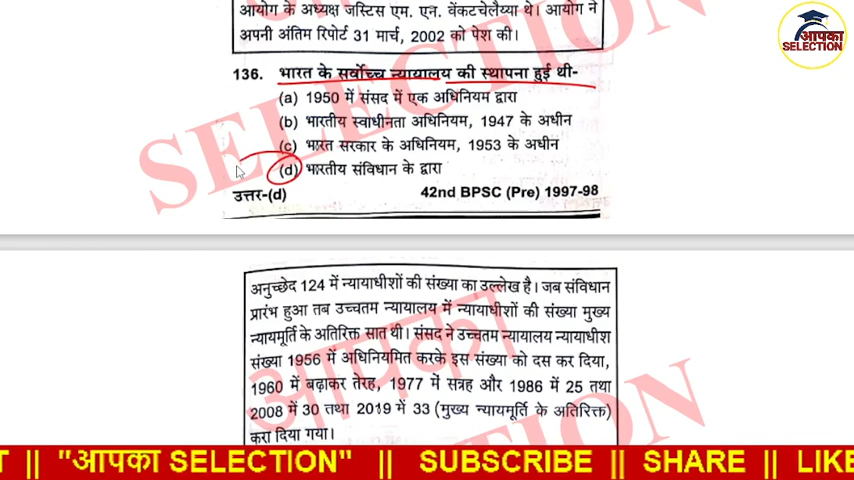 आयोग के अध्यक्ष जस्टिस एम. एन. वेंकटचेलैय्या थे। आयोग ने
अपनी अंतिम रिपोर्ट 31 मार्च, 2002 को पेश की।
आपका
SELECTION
136. भारत के सर्वोच्च न्यायालय की स्थापना हुई थी-
(a) 1950 में संसद में एक अधिनियम द्वारा
(b) भारतीय स्वाधीनता अधिनियम, 1947 के अधीन
(c) भारत सरकार के अधिनियम, 1953 के अधीन
(d) भारतीय संविधान के द्वारा
उत्तर-(d) 42nd BPSC (Pre) 1997-98
SELECTION
अनुच्छेद 124 में न्यायाधीशों की संख्या का उल्लेख है। जब संविधान
प्रारंभ हुआ तब उच्चतम न्यायालय में न्यायाधीशों की संख्या मुख्य
न्यायमूर्ति के अतिरिक्त सात थी। संसद ने उच्चतम न्यायालय न्यायाधीश
संख्या 1956 में अधिनियमित करके इस संख्या को दस कर दिया,
1960 में बढ़ाकर तेरह, 1977 में सत्रह और 1986 में 25 तथा
2008 में 30 तथा 2019 में 33 (मुख्य न्यायमूर्ति के अतिरिक्त)
करा दिया गया।
आपका
SELECTION
T || "आपका SELECTION" || SUBSCRIBE || SHARE || LIKE